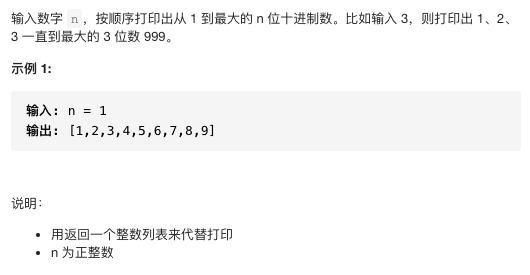 输入数字 n，按顺序打印出从 1 到最大的 n 位十进制数。比如输入 3，则打印出 1、2、
3 一直到最大的 3 位数 999。
示例 1:
输入: n = 1
输出: [1,2,3,4,5,6,7,8,9]
说明：
• 用返回一个整数列表来代替打印
• n 为正整数